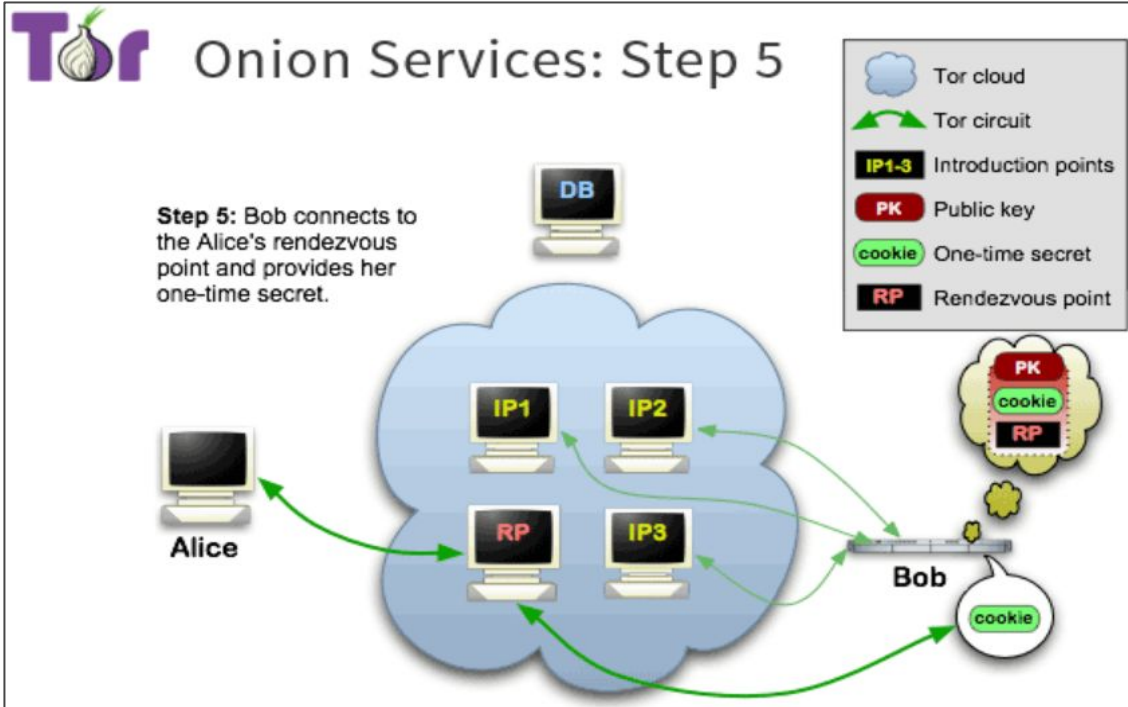 Tor Onion Services: Step 5
Tor cloud
Tor circuit
IP1-3 Introduction points
PK Public key
cookie One-time secret
RP Rendezvous point
DB
Step 5: Bob connects to
the Alice's rendezvous
point and provides her
one-time secret.
PK
cookie
RP
IP1 IP2
RP IP3
Alice
Bob
cookie